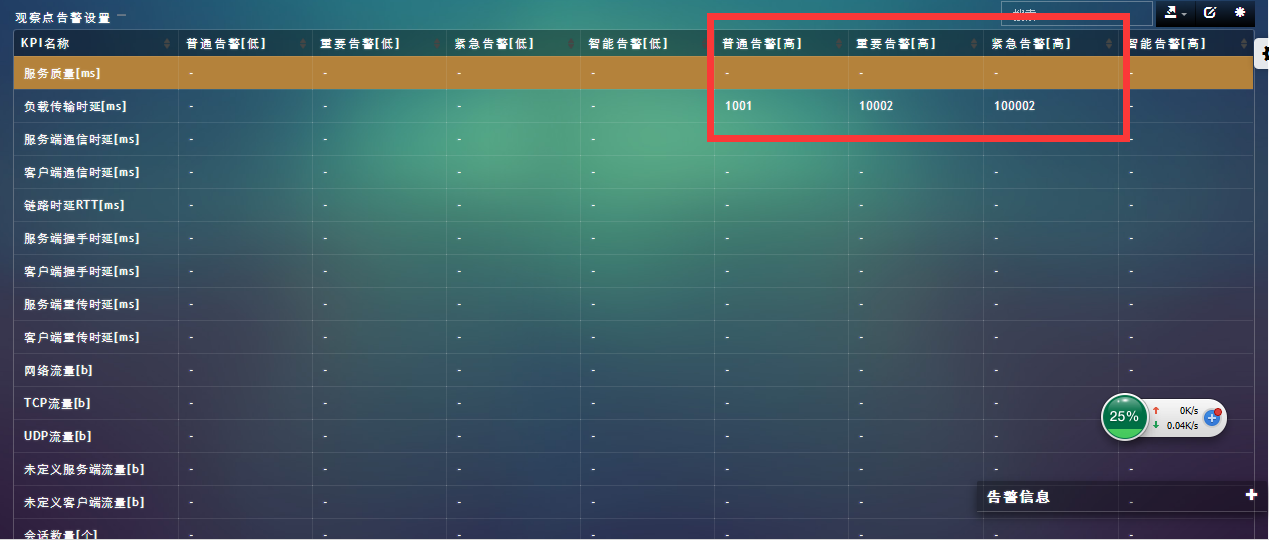 观察点告警设置
搜索
KPI名称 普通告警[低] 重要告警[低] 紧急告警[低] 智能告警[低] 普通告警[高] 重要告警[高] 紧急告警[高] 智能告警[高]
服务质量[ms] - - - - - - - -
负载传输时延[ms] - - - - 1001 10002 100002 -
服务端通信时延[ms] - - - - - - - -
客户端通信时延[ms] - - - - - - - -
链路时延RTT[ms] - - - - - - - -
服务端握手时延[ms] - - - - - - - -
客户端握手时延[ms] - - - - - - - -
服务端重传时延[ms] - - - - - - - -
客户端重传时延[ms] - - - - - - - -
网络流量[b] - - - - - - - -
TCP流量[b] - - - - - - - -
UDP流量[b] - - - - - - - -
25%
0K/s
0.04K/s
未定义服务端流量[b] - - - - - - - -
未定义客户端流量[b] - - - - - - - -
告警信息
会话数量[个] - - - - - - - -